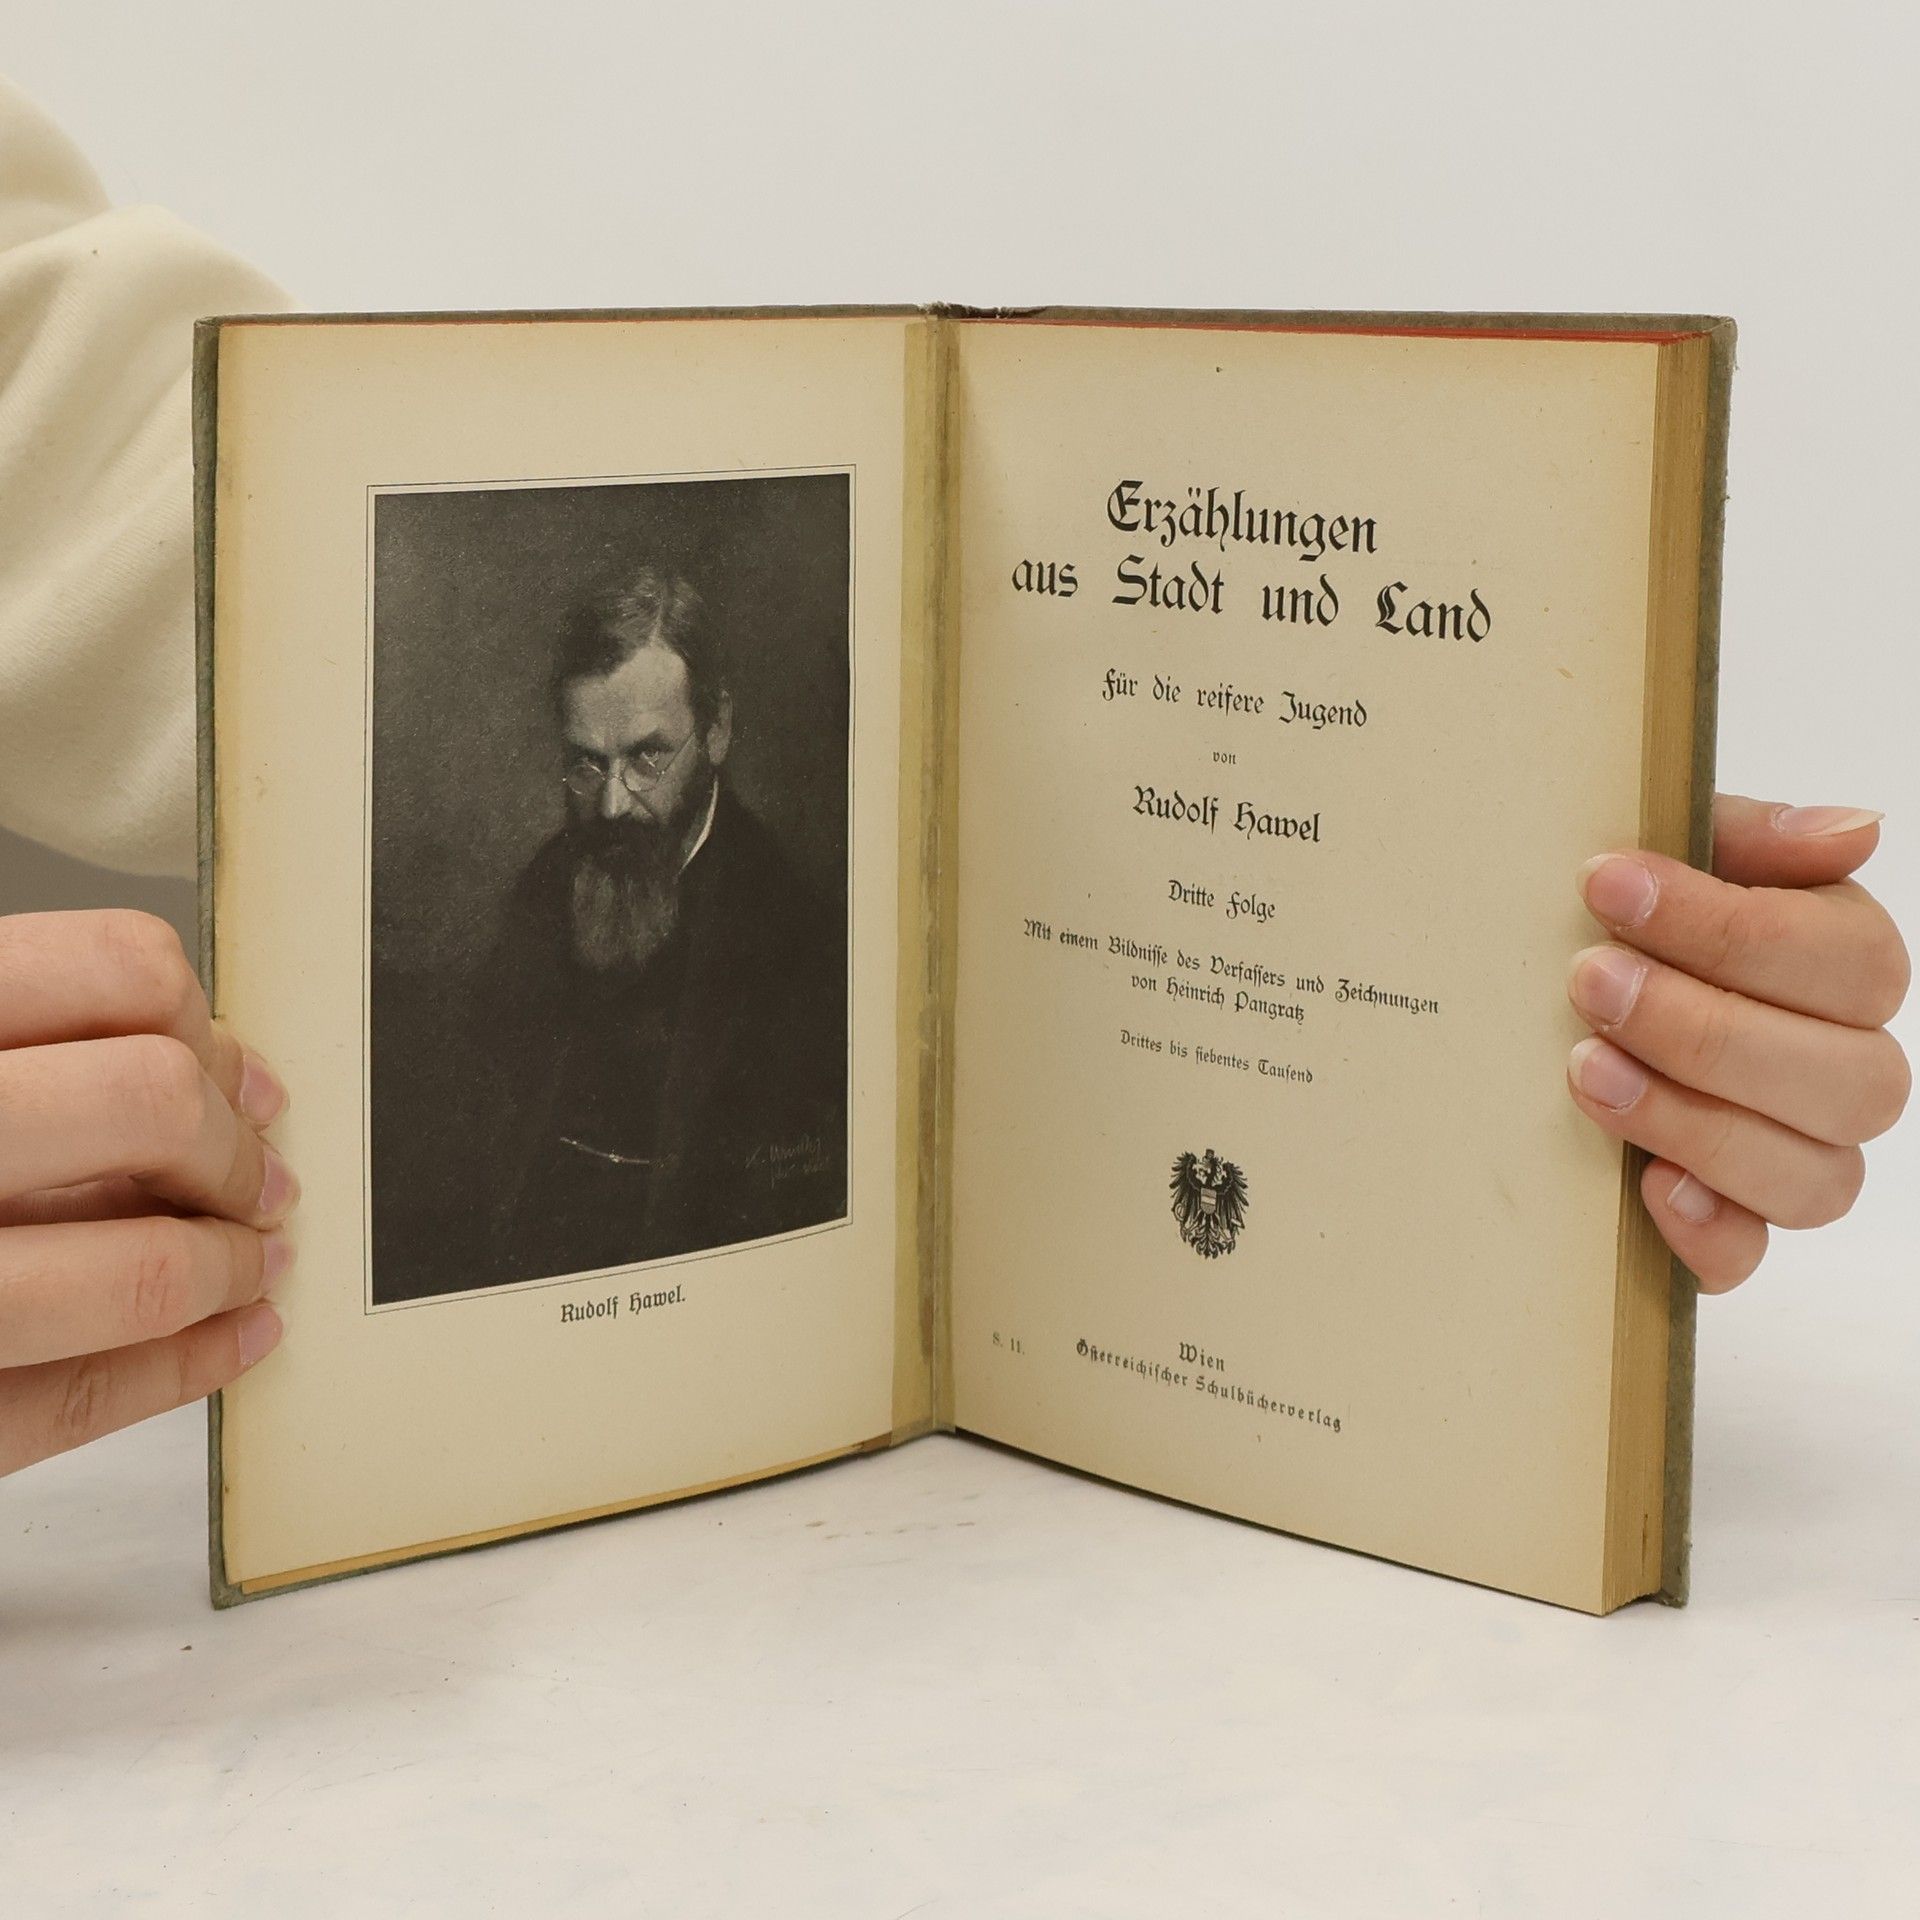 Rudolf Hawel.
Erzählungen
aus Stadt und Land
Für die reifere Jugend
von
Rudolf Hawel
Dritte Folge
Mit einem Bildnisse des Verfassers und Zeichnungen
von Heinrich Pangratz
Drittes bis siebentes Tausend
S. 11.
Wien
Österreichischer Schulbücherverlag